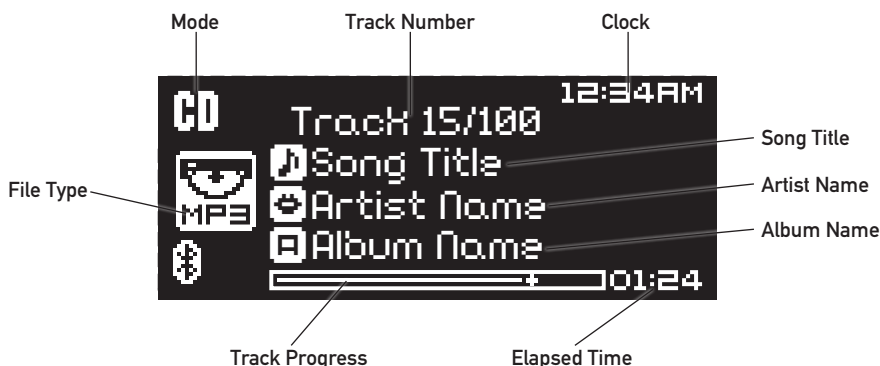 Mode Track Number Clock
CD 12:34AM
Track 15/100
Song Title
Song Title
Artist Name
Artist Name
File Type
MP3
Album Name
Album Name
01:24
Track Progress Elapsed Time